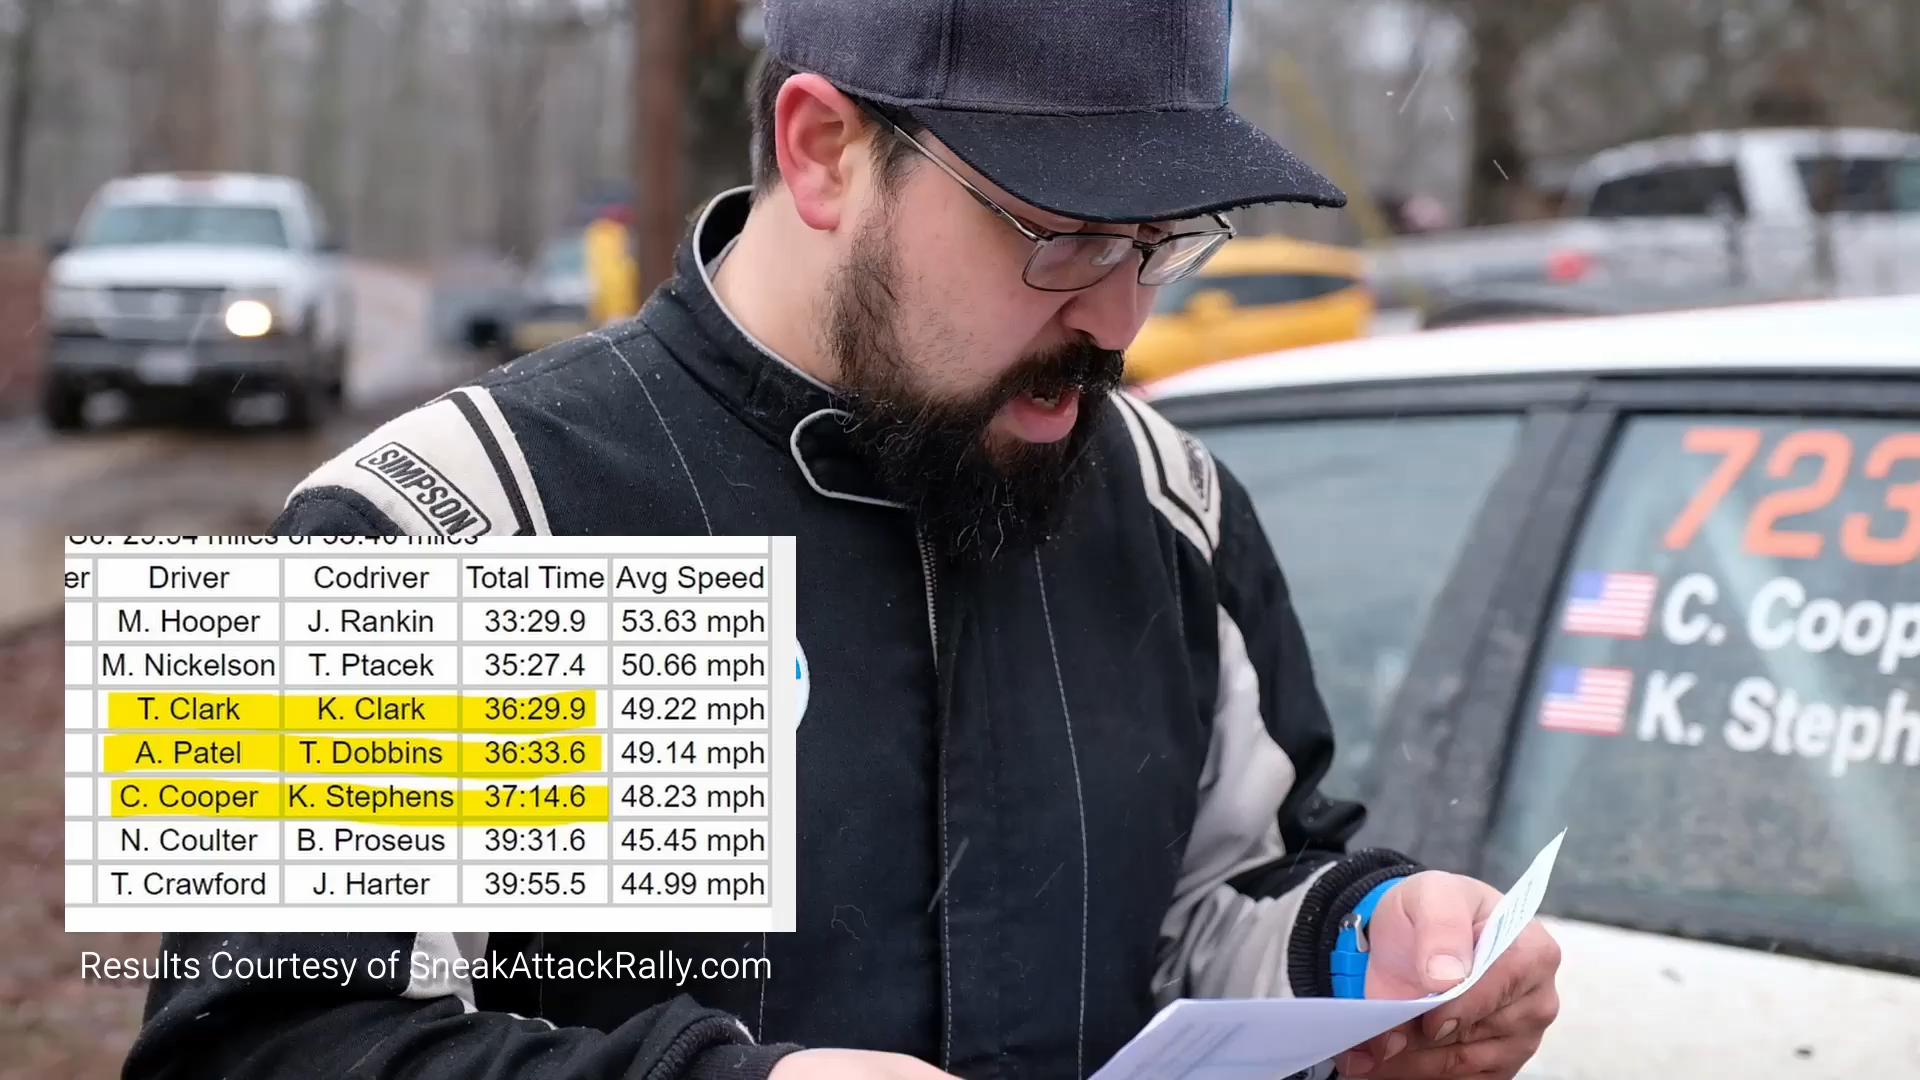 SIMPSON
723
C. Coop
K. Steph
er Driver Codriver Total Time Avg Speed
M. Hooper J. Rankin 33:29.9 53.63 mph
M. Nickelson T. Ptacek 35:27.4 50.66 mph
T. Clark K. Clark 36:29.9 49.22 mph
A. Patel T. Dobbins 36:33.6 49.14 mph
C. Cooper K. Stephens 37:14.6 48.23 mph
N. Coulter B. Proseus 39:31.6 45.45 mph
T. Crawford J. Harter 39:55.5 44.99 mph
Results Courtesy of SneakAttackRally.com